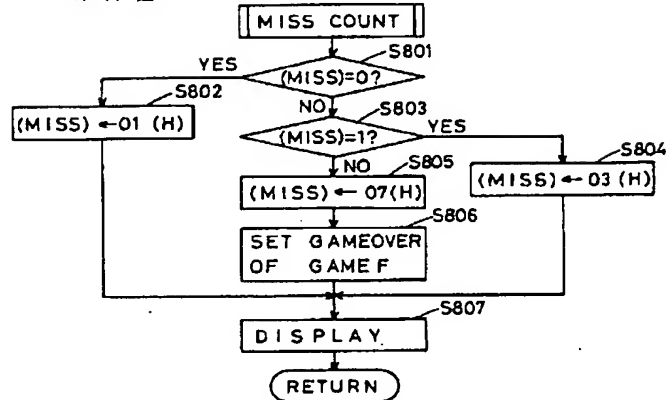 MISS COUNT
S801
YES
(MISS)=0?
S802
NO
S803
(MISS) ←01 (H)
(MISS)=1?
YES
S804
NO
S805
(MISS) ← 07(H)
(MISS) ← 03 (H)
S806
SET GAMEOVER
OF GAME F
S807
DISPLAY
RETURN